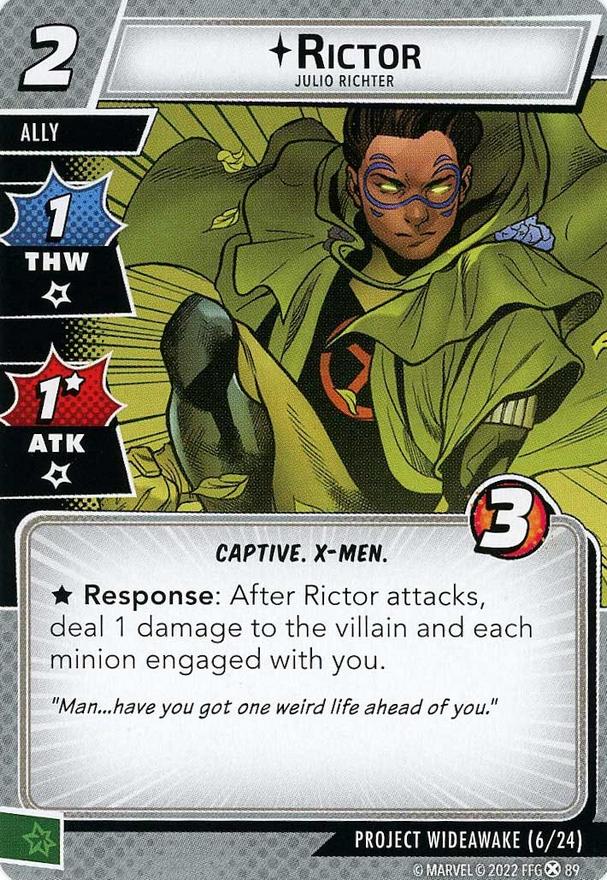 2
RICTOR
JULIO RICHTER
ALLY
1
THW
1
ATK
3
CAPTIVE. X-MEN.
★ Response: After Rictor attacks,
deal 1 damage to the villain and each
minion engaged with you.
"Man...have you got one weird life ahead of you."
PROJECT WIDEAWAKE (6/24)
© MARVEL © 2022 FFG 89